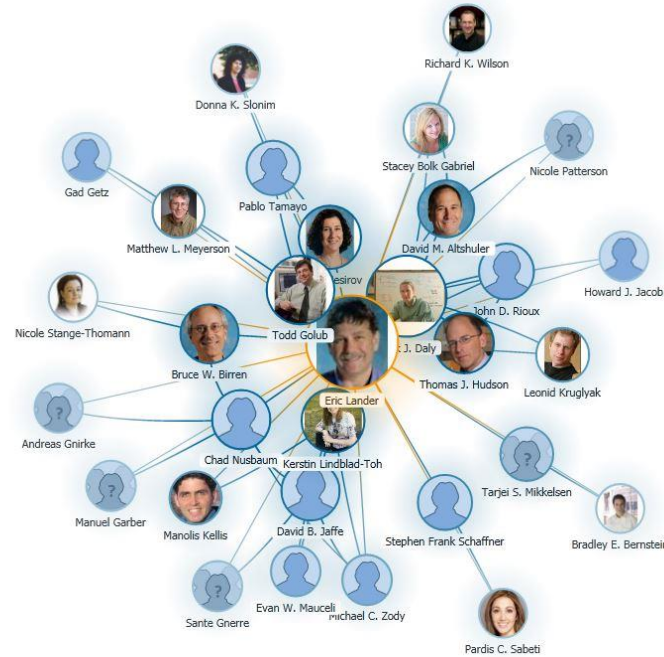 Richard K. Wilson
Donna K. Slonim
Stacey Bolk Gabriel
Nicole Patterson
Gad Getz
Pablo Tamayo
Matthew L. Meyerson
David M. Altshuler
esirov
Howard J. Jacob
John D. Rioux
Nicole Stange-Thomann
Todd Golub
J. Daly
Bruce W. Birren
Thomas J. Hudson
Leonid Kruglyak
Eric Lander
Andreas Gnirke
Chad Nusbaum
Kerstin Lindblad-Toh
Tarjei S. Mikkelsen
Manuel Garber
Manolis Kellis
David B. Jaffe
Stephen Frank Schaffner
Bradley E. Bernstein
Sante Gnerre
Evan W. Mauceli
Michael C. Zody
Pardis C. Sabeti